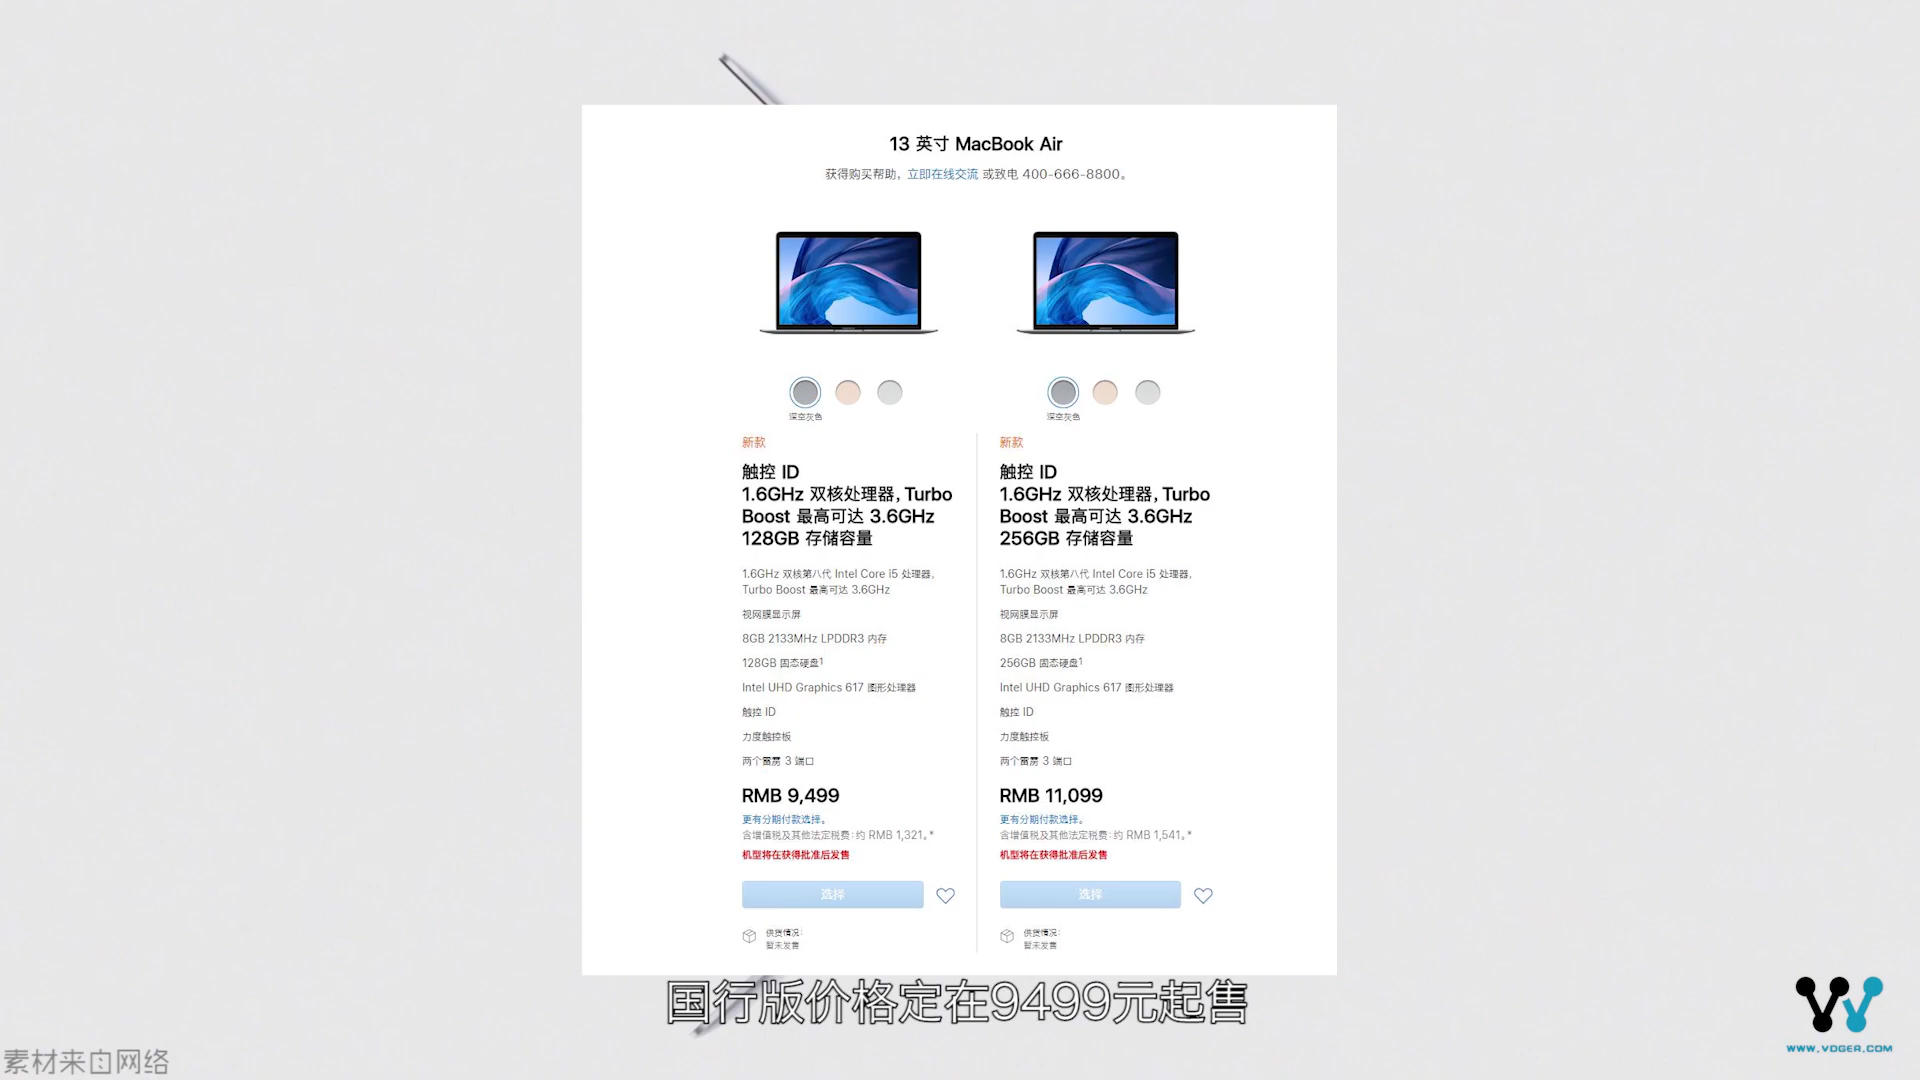 13 英寸 MacBook Air
获得购买帮助，立即在线交流 或致电 400-666-8800。
深空灰色
深空灰色
新款
触控 ID
1.6GHz 双核处理器，Turbo
Boost 最高可达 3.6GHz
128GB 存储容量
1.6GHz 双核第八代 Intel Core i5 处理器，
Turbo Boost 最高可达 3.6GHz
视网膜显示屏
8GB 2133MHz LPDDR3 内存
128GB 固态硬盘1
Intel UHD Graphics 617 图形处理器
触控 ID
力度触控板
两个雷雳 3 端口
RMB 9,499
更有分期付款选择。
含增值税及其他法定税费：约 RMB 1,321。*
机型将在获得批准后发售
选择
供货情况：
暂未发售
新款
触控 ID
1.6GHz 双核处理器，Turbo
Boost 最高可达 3.6GHz
256GB 存储容量
1.6GHz 双核第八代 Intel Core i5 处理器，
Turbo Boost 最高可达 3.6GHz
视网膜显示屏
8GB 2133MHz LPDDR3 内存
256GB 固态硬盘1
Intel UHD Graphics 617 图形处理器
触控 ID
力度触控板
两个雷雳 3 端口
RMB 11,099
更有分期付款选择。
含增值税及其他法定税费：约 RMB 1,541。*
机型将在获得批准后发售
选择
供货情况：
暂未发售
国行版价格定在9499元起售
素材来自网络
WWW.VOGER.COM